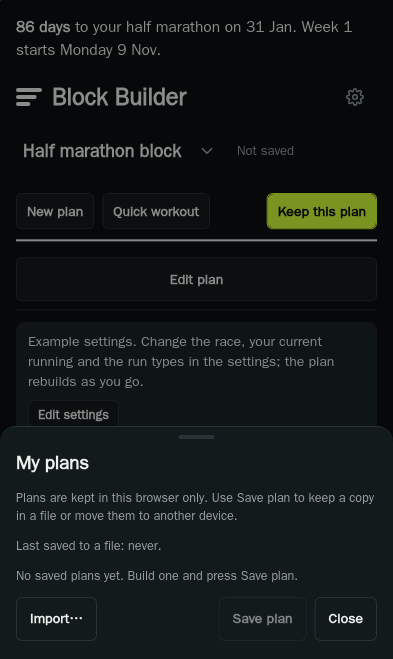 86 days to your half marathon on 31 Jan. Week 1
starts Monday 9 Nov.
Block Builder
Half marathon block
Not saved
New plan
Quick workout
Keep this plan
Edit plan
Example settings. Change the race, your current
running and the run types in the settings; the plan
rebuilds as you go.
Edit settings
My plans
Plans are kept in this browser only. Use Save plan to keep a copy
in a file or move them to another device.
Last saved to a file: never.
No saved plans yet. Build one and press Save plan.
Import···
Save plan
Close